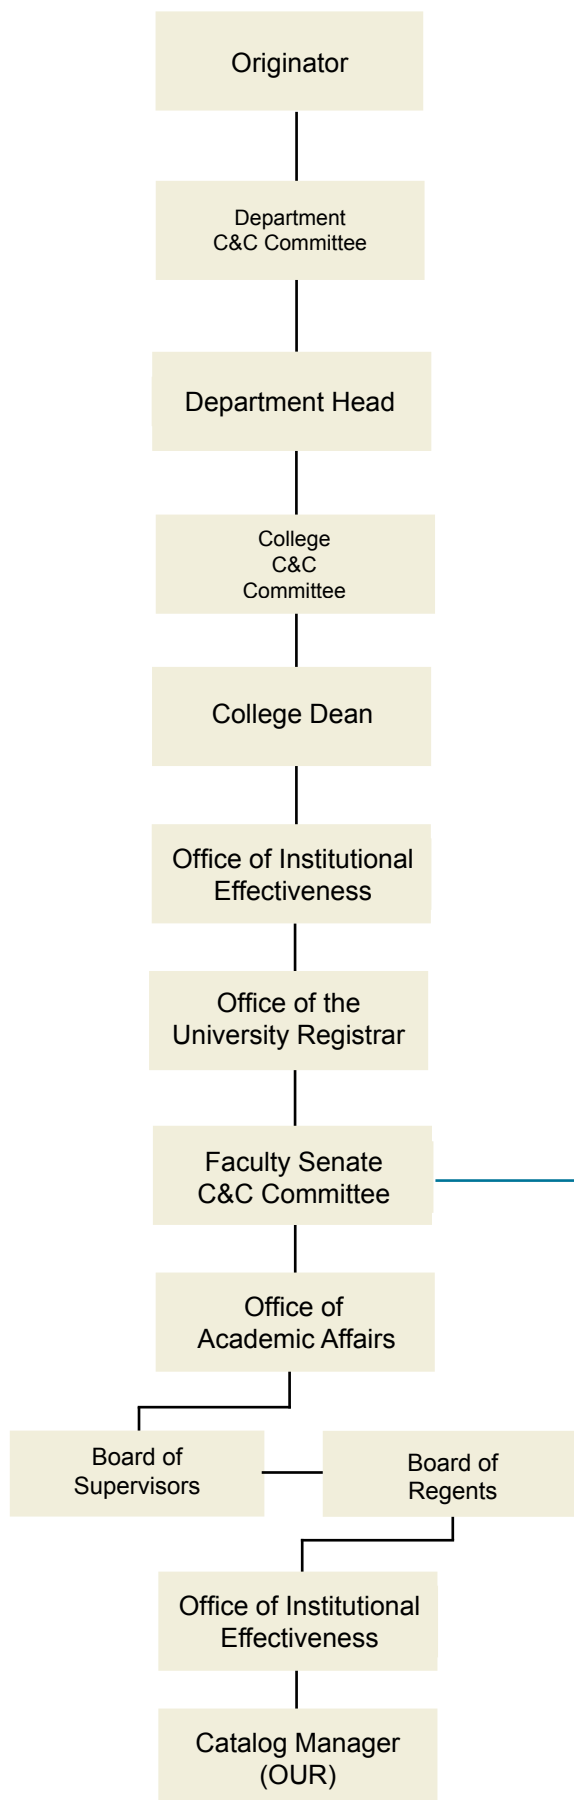 Originator
Department
C&C Committee
Department Head
College
C&C
Committee
College Dean
Office of Institutional
Effectiveness
Office of the
University Registrar
Faculty Senate
C&C Committee
Office of
Academic Affairs
Board of
Supervisors
Board of
Regents
Office of Institutional
Effectiveness
Catalog Manager
(OUR)